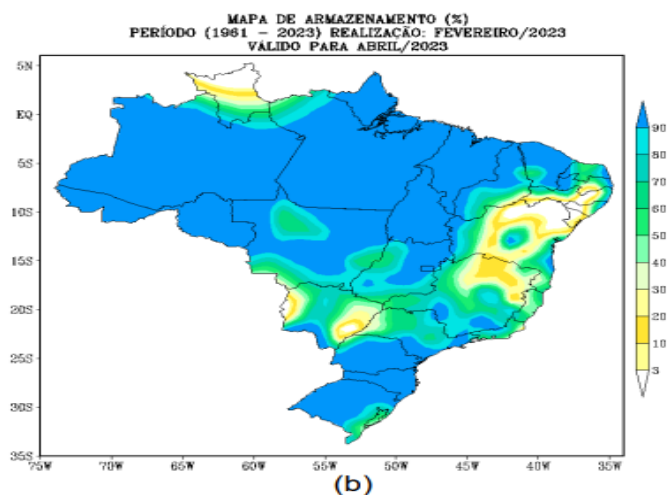 MAPA DE ARMAZENAMENTO (%)
PERÍODO (1961 - 2023) REALIZAÇÃO: FEVEREIRO/2023
VÁLIDO PARA ABRIL/2023
5N
EQ
5S
10S
15S
20S
25S
30S
35S
75W 70W 65W 60W 55W 50W 45W 40W 35W
90
80
70
60
50
40
30
20
10
3
(b)